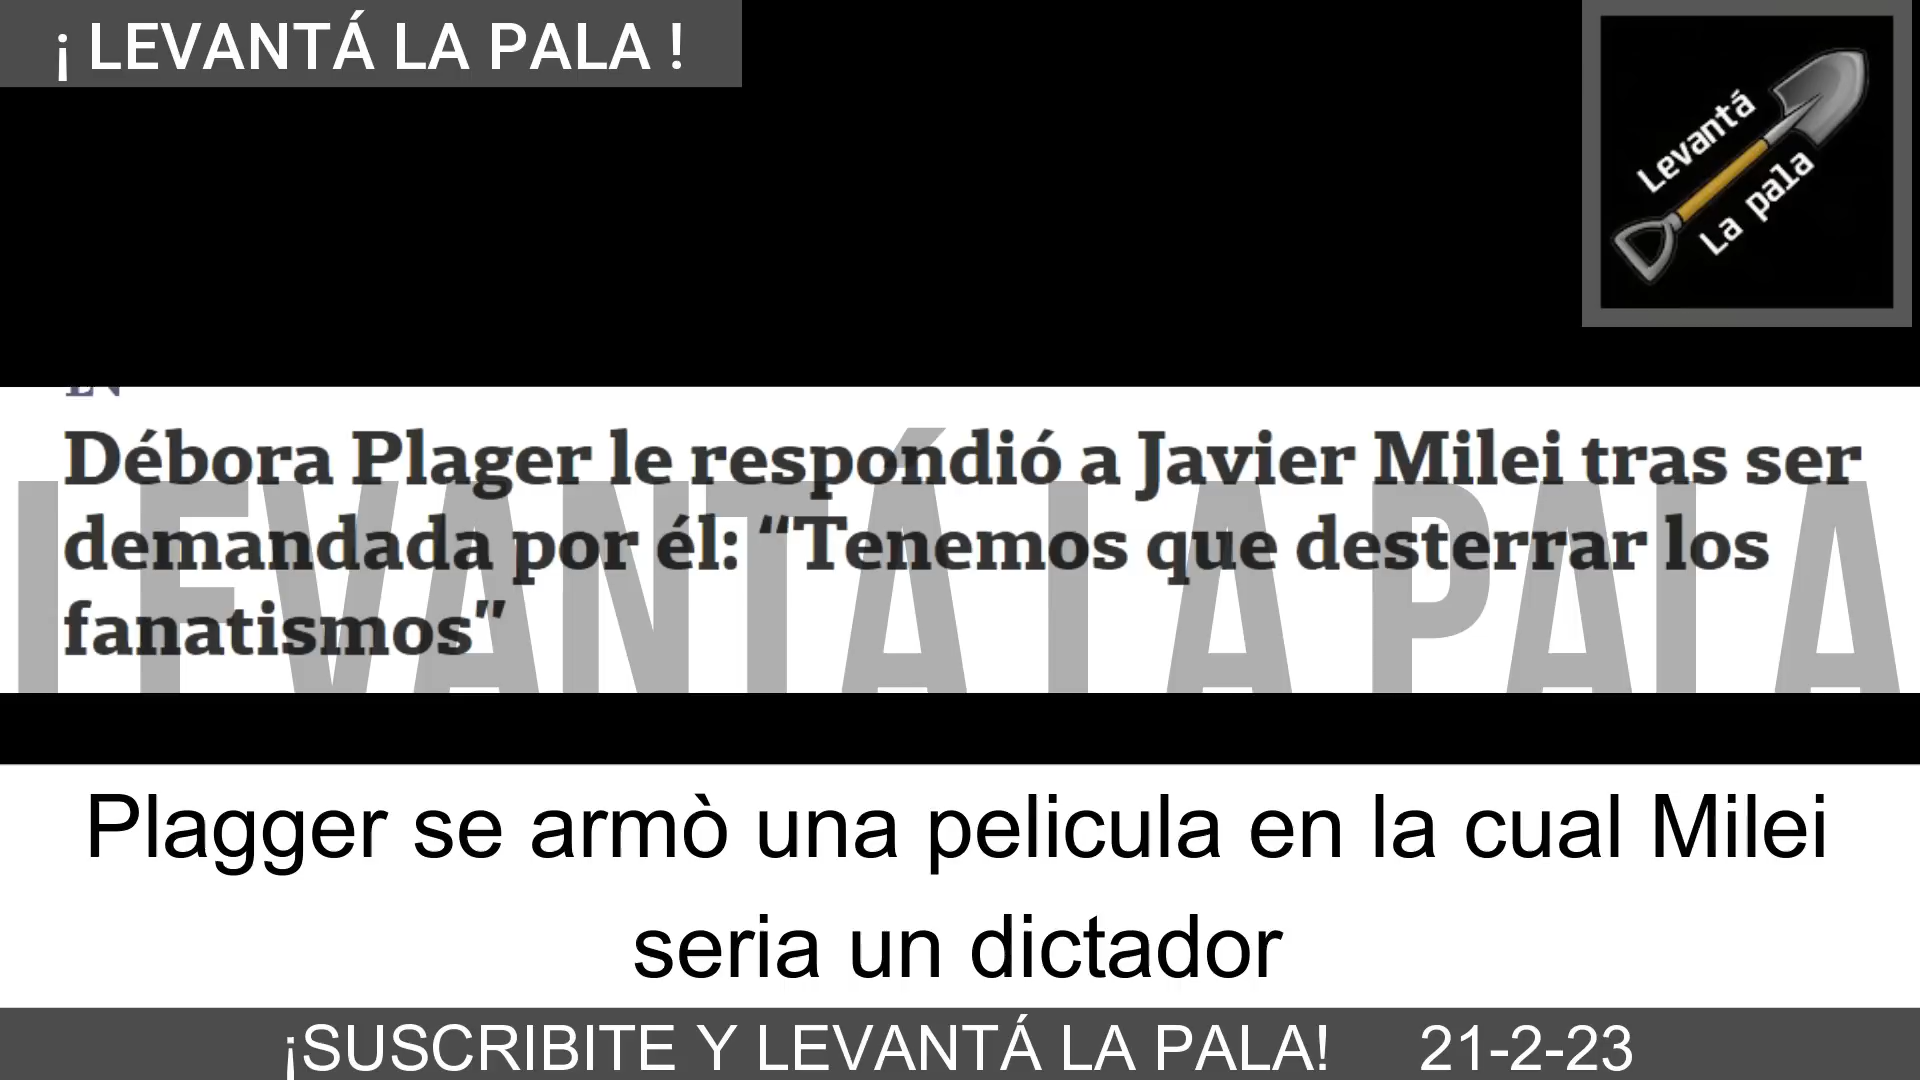 ¡ LEVANTÁ LA PALA !
Levantá
La pala
Débora Plager le respondió a Javier Milei tras ser
demandada por él: “Tenemos que desterrar los
fanatismos”
LEVANTÁ LA PALA
Plagger se armò una pelicula en la cual Milei
seria un dictador
¡SUSCRIBITE Y LEVANTÁ LA PALA! 21-2-23